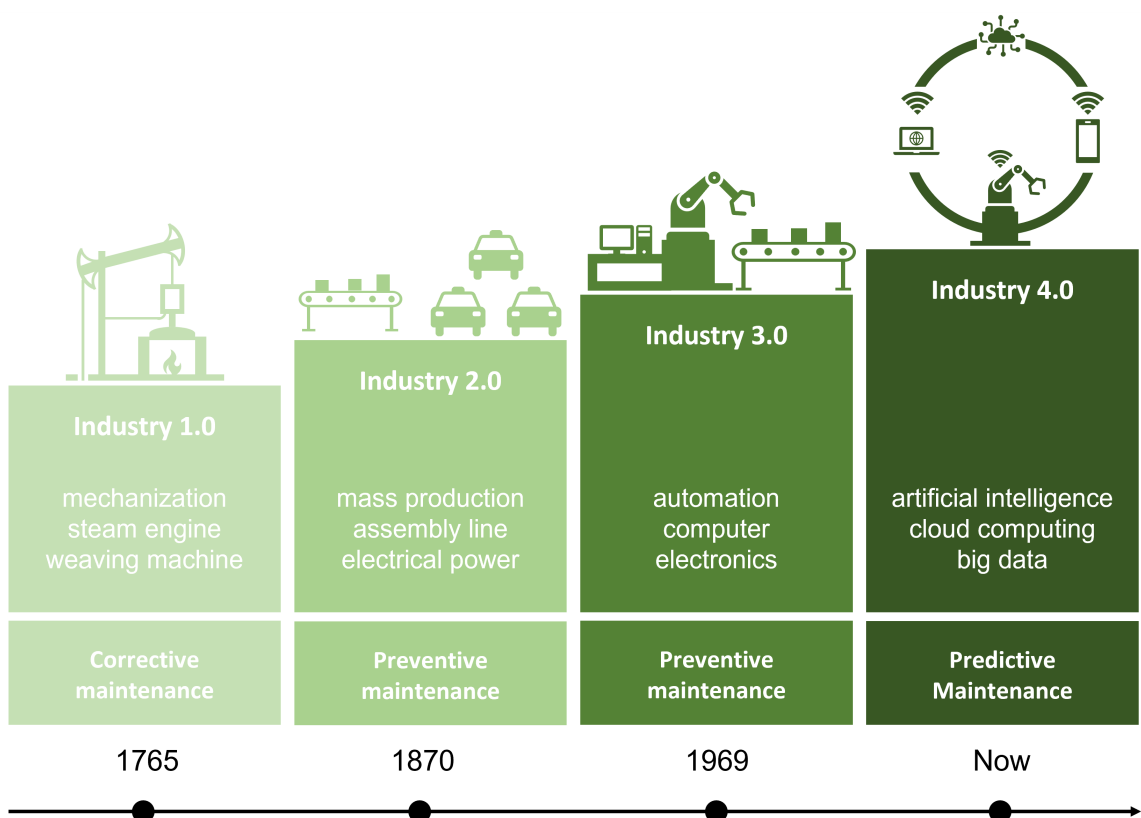 Industry 1.0
mechanization
steam engine
weaving machine
Corrective
maintenance
1765
Industry 2.0
mass production
assembly line
electrical power
Preventive
maintenance
1870
Industry 3.0
automation
computer
electronics
Preventive
maintenance
1969
Industry 4.0
artificial intelligence
cloud computing
big data
Predictive
Maintenance
Now